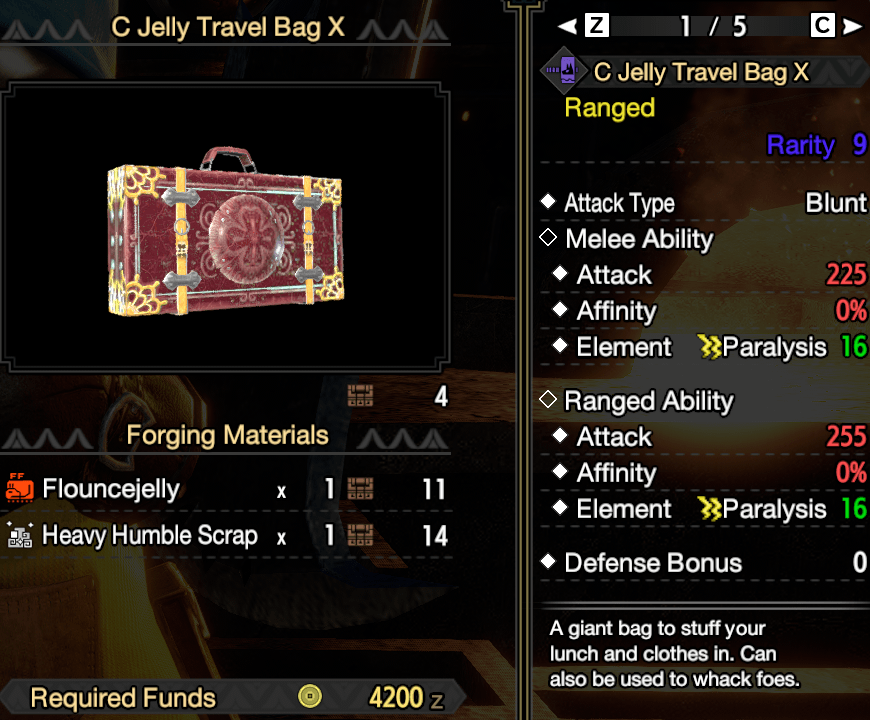 C Jelly Travel Bag X
4
Forging Materials
FF
Flouncejelly x 1 11
Heavy Humble Scrap x 1 14
Required Funds 4200 z
Z 1 / 5 C
C Jelly Travel Bag X
Ranged
Rarity 9
Attack Type Blunt
Melee Ability
Attack 225
Affinity 0%
Element Paralysis 16
Ranged Ability
Attack 255
Affinity 0%
Element Paralysis 16
Defense Bonus 0
A giant bag to stuff your
lunch and clothes in. Can
also be used to whack foes.